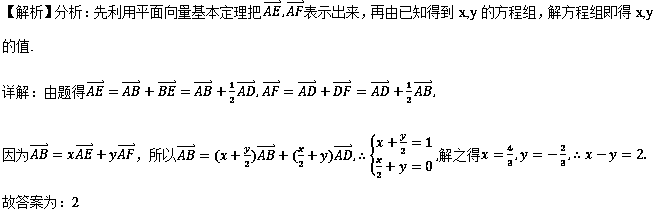 【解析】分析：先利用平面向量基本定理把$\overrightarrow{AE},\overrightarrow{AF}$表示出来，再由已知得到 x,y 的方程组，解方程组即得 x,y
的值.
详解：由题得$\overrightarrow{AE}=\overrightarrow{AB}+\overrightarrow{BE}=\overrightarrow{AB}+\frac{1}{2}\overrightarrow{AD},\overrightarrow{AF}=\overrightarrow{AD}+\overrightarrow{DF}=\overrightarrow{AD}+\frac{1}{2}\overrightarrow{AB},$
因为$\overrightarrow{AB}=x\overrightarrow{AE}+y\overrightarrow{AF}$，所以$\overrightarrow{AB}=(x+\frac{y}{2})\overrightarrow{AB}+(\frac{x}{2}+y)\overrightarrow{AD},\therefore\begin{cases}x+\frac{y}{2}=1\\\frac{x}{2}+y=0\end{cases}$,解之得$x=\frac{4}{3},y=-\frac{2}{3},\therefore x-y=2.$
故答案为：2